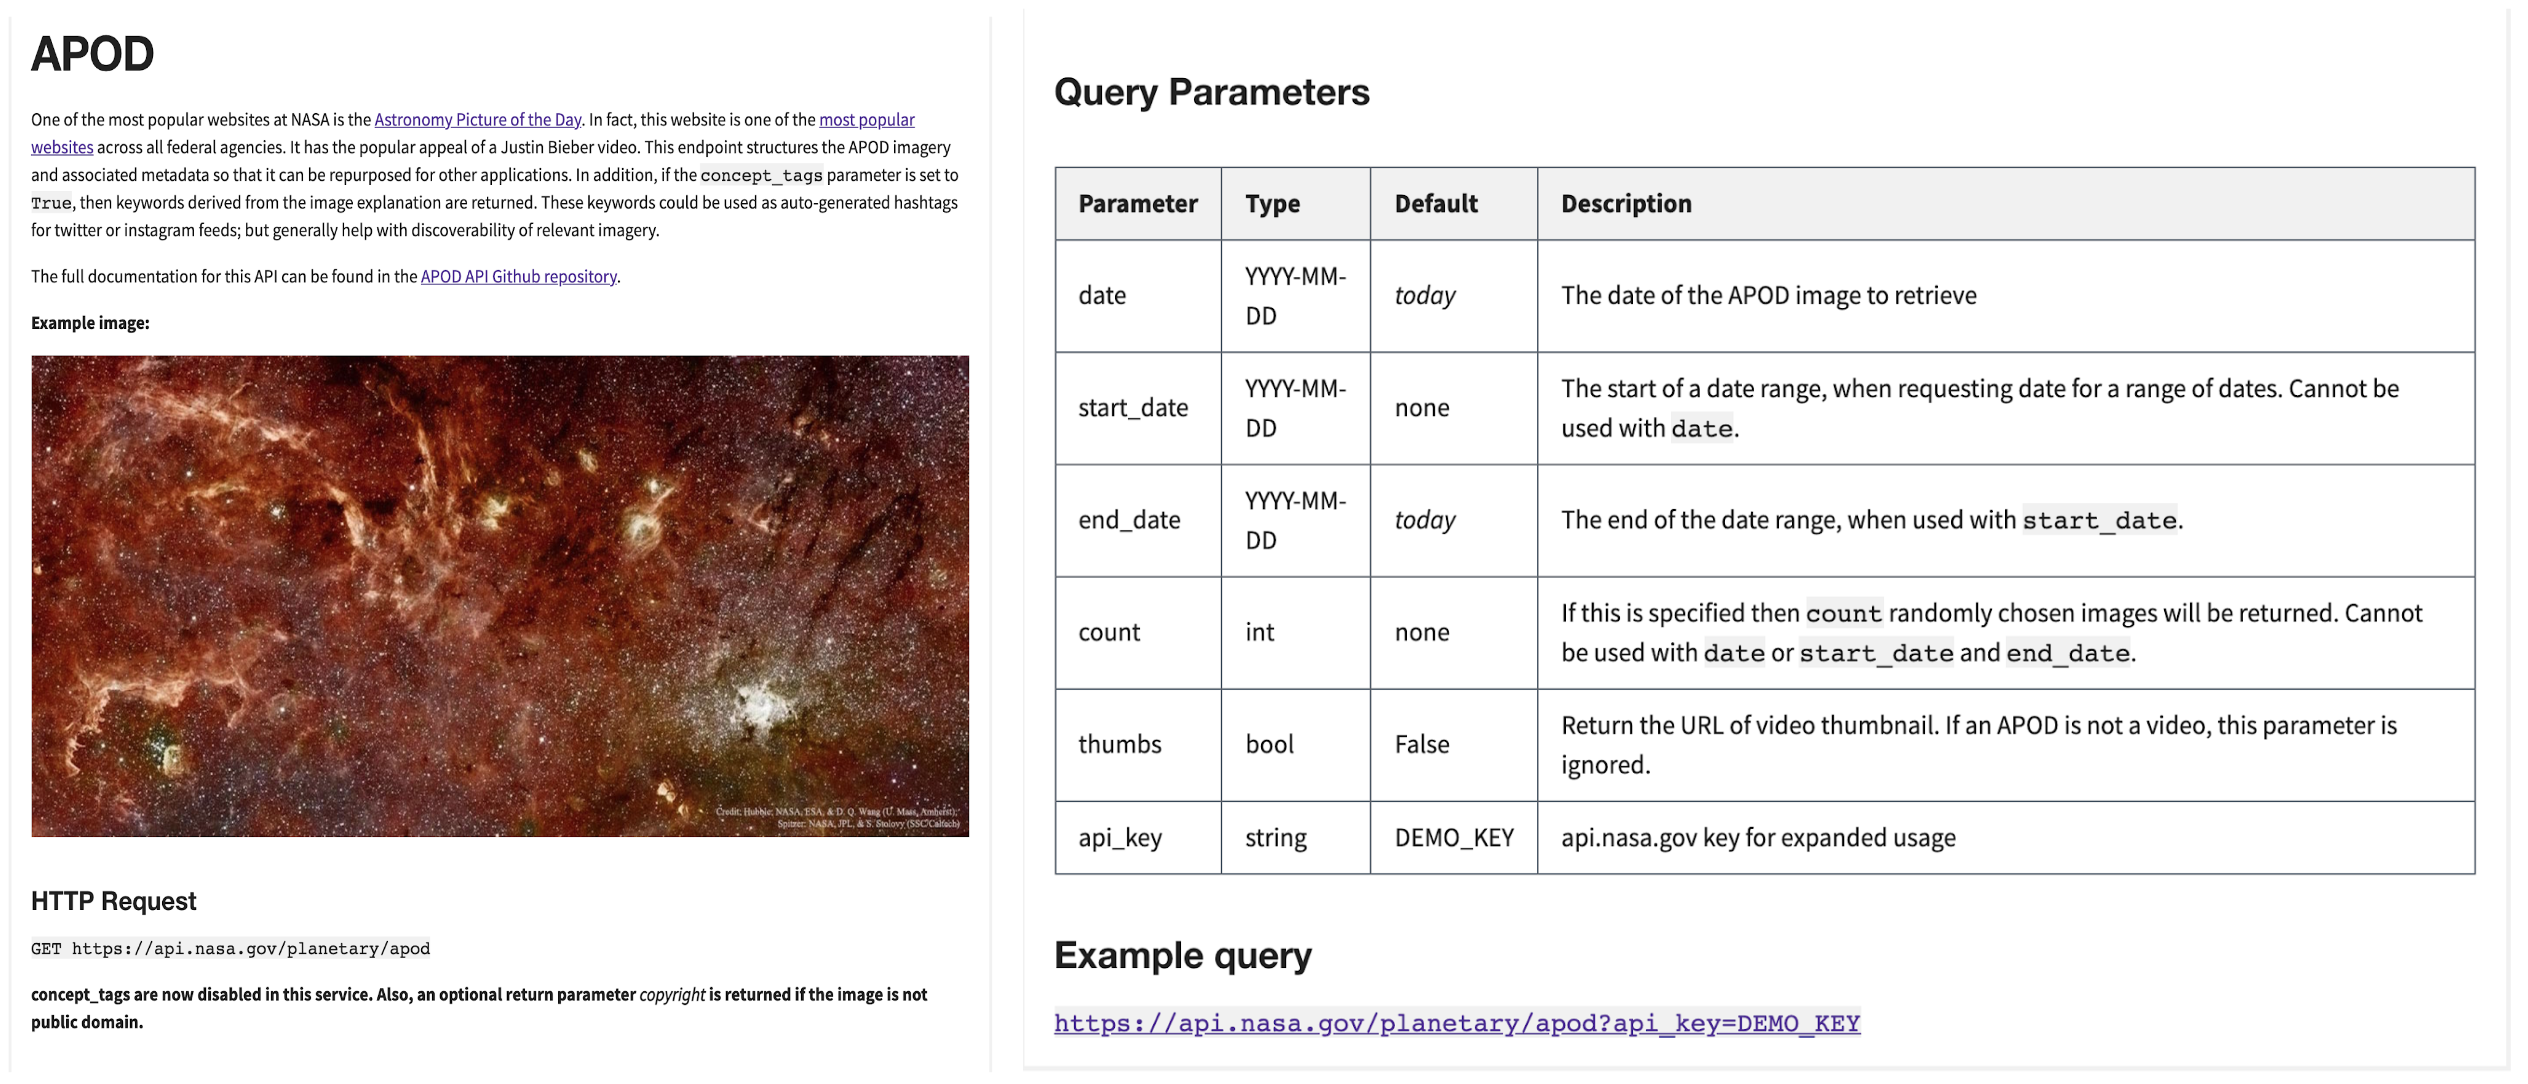 APOD
One of the most popular websites at NASA is the Astronomy Picture of the Day. In fact, this website is one of the most popular
websites across all federal agencies. It has the popular appeal of a Justin Bieber video. This endpoint structures the APOD imagery
and associated metadata so that it can be repurposed for other applications. In addition, if the concept_tags parameter is set to
True, then keywords derived from the image explanation are returned. These keywords could be used as auto-generated hashtags
for twitter or instagram feeds; but generally help with discoverability of relevant imagery.
The full documentation for this API can be found in the APOD API Github repository.
Example image:
Credit: Hubble: NASA, ESA, & D. Q. Wang (U. Mass, Amherst);
Spitzer: NASA, JPL, & S. Stolovy (SSC/Caltech)
HTTP Request
GET https://api.nasa.gov/planetary/apod
concept_tags are now disabled in this service. Also, an optional return parameter copyright is returned if the image is not
public domain.
Query Parameters
Parameter Type Default Description
date YYYY-MM-DD today The date of the APOD image to retrieve
start_date YYYY-MM-DD none The start of a date range, when requesting date for a range of dates. Cannot be
used with date.
end_date YYYY-MM-DD today The end of the date range, when used with start_date.
count int none If this is specified then count randomly chosen images will be returned. Cannot
be used with date or start_date and end_date.
thumbs bool False Return the URL of video thumbnail. If an APOD is not a video, this parameter is
ignored.
api_key string DEMO_KEY api.nasa.gov key for expanded usage
Example query
https://api.nasa.gov/planetary/apod?api_key=DEMO_KEY